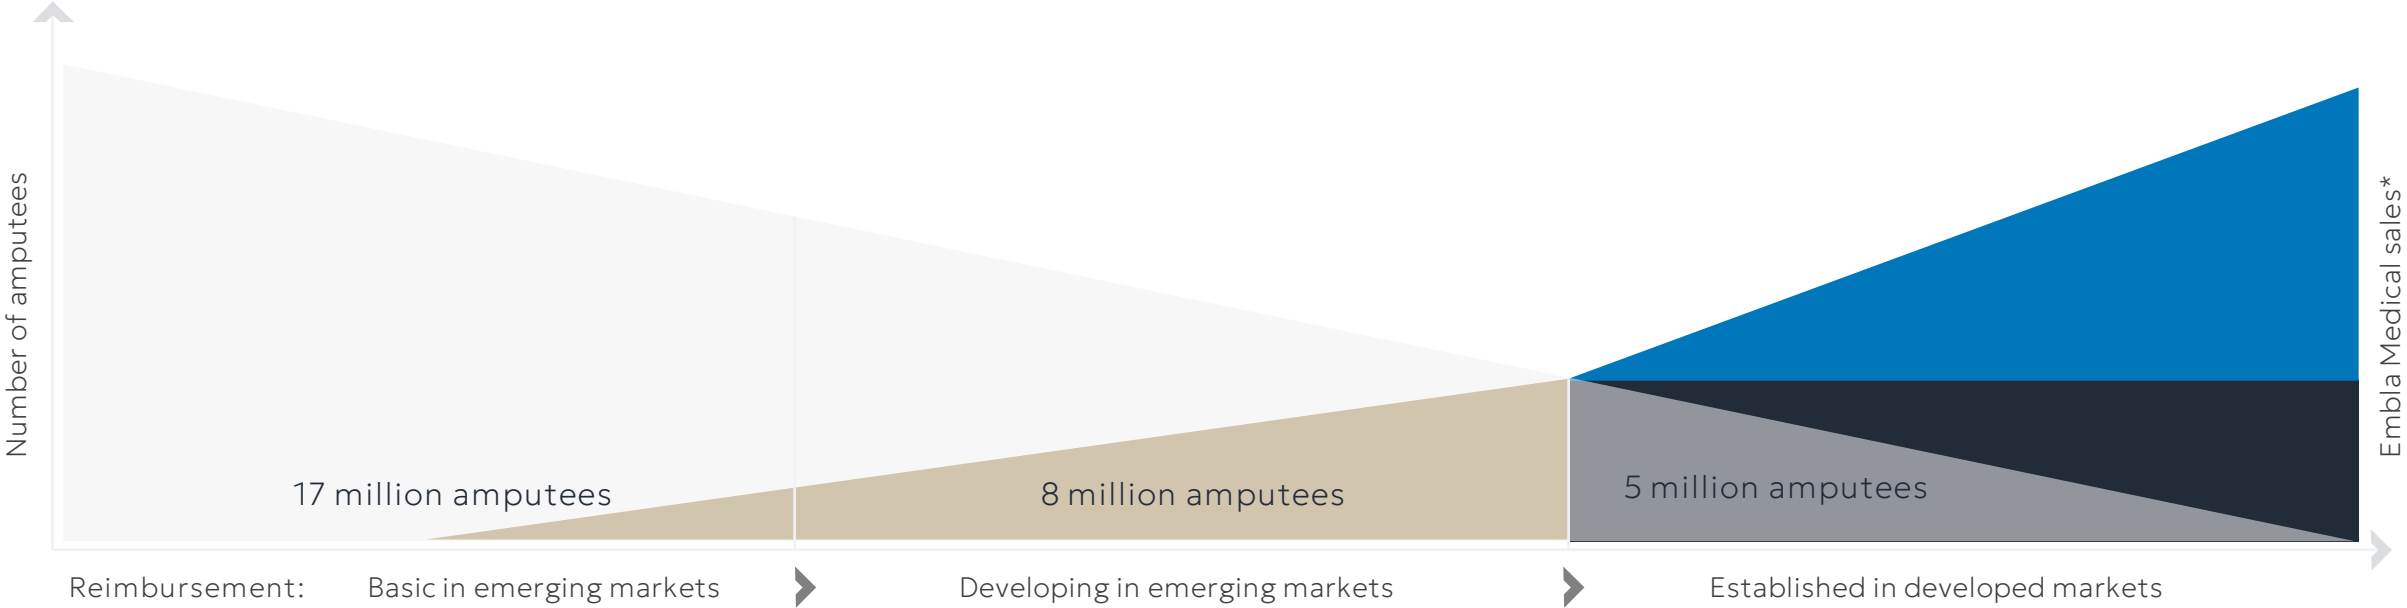 Number of amputees
17 million amputees
8 million amputees
5 million amputees
Embla Medical sales*
Reimbursement:
Basic in emerging markets
Developing in emerging markets
Established in developed markets